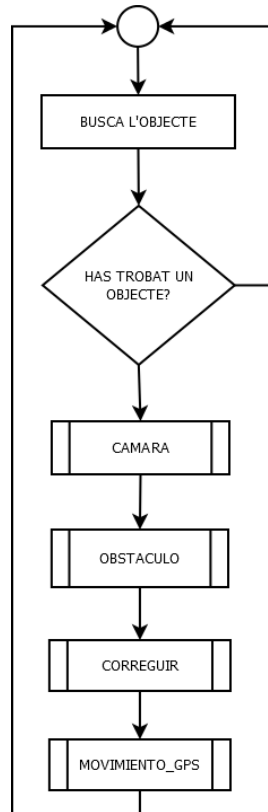 BUSCA L'OBJECTE
HAS TROBAT UN
OBJECTE?
CAMARA
OBSTACULO
CORREGUIR
MOVIMIENTO_GPS